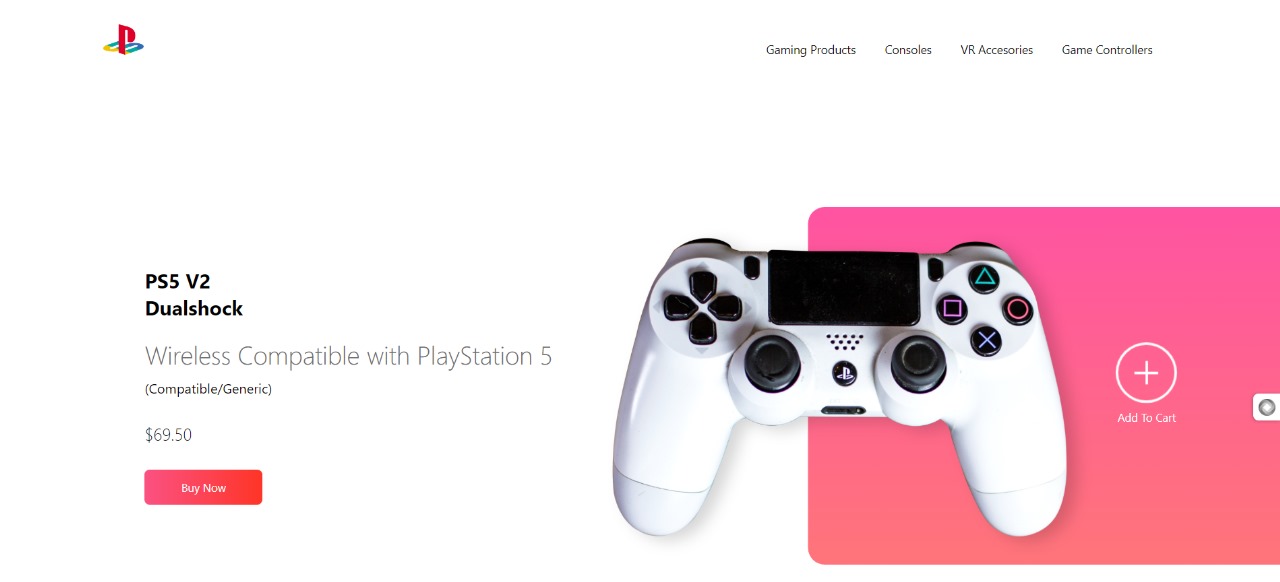 Gaming Products Consoles VR Accesories Game Controllers
PS5 V2
Dualshock
Wireless Compatible with PlayStation 5
(Compatible/Generic)
$69.50
Buy Now
Add To Cart